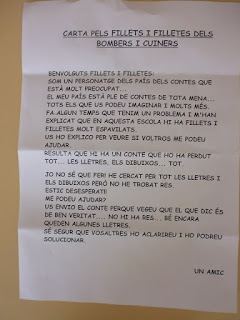 CARTA PELS FILLETS I FILLETES DELS
BOMBERS I CUINERS
BENVOLGUTS FILLETS I FILLETES:
SOM UN PERSONATGE DELS PAÏS DELS CONTES QUE
ESTÀ MOLT PREOCUPAT...
EL MEU PAÍS ESTÀ PLE DE CONTES DE TOTA MENA...
TOTS ELS QUE US PODEU IMAGINAR I MOLTS MÉS.
FA ALGUN TEMPS QUE TENIM UN PROBLEMA I M'HAN
EXPLICAT QUE EN AQUESTA ESCOLA HI HA FILLETS I
FILLETES MOLT ESPAVILATS.
US HO EXPLICO PER VEURE SI VOLTROS ME PODEU
AJUDAR.
RESULTA QUE HI HA UN CONTE QUE HO HA PERDUT
TOT... LES LLETRES, ELS DIBUIXOS... TOT.
JO NO SÉ QUE FER! HE CERCAT PER TOT LES LLETRES I
ELS DIBUIXOS PERÒ NO HE TROBAT RES.
ESTIC DESESPERAT!
ME PODEU AJUDAR?
US ENVIO EL CONTE PERQUE VEGEU QUE EL QUE DIC ÉS
DE BEN VERITAT.... NO HI HA RES... BÉ ENCARA
QUEDEN ALGUNES LLETRES.
SÉ SEGUR QUE VOSALTRES HO ACLARIREU I HO PODREU
SOLUCIONAR.
UN AMIC